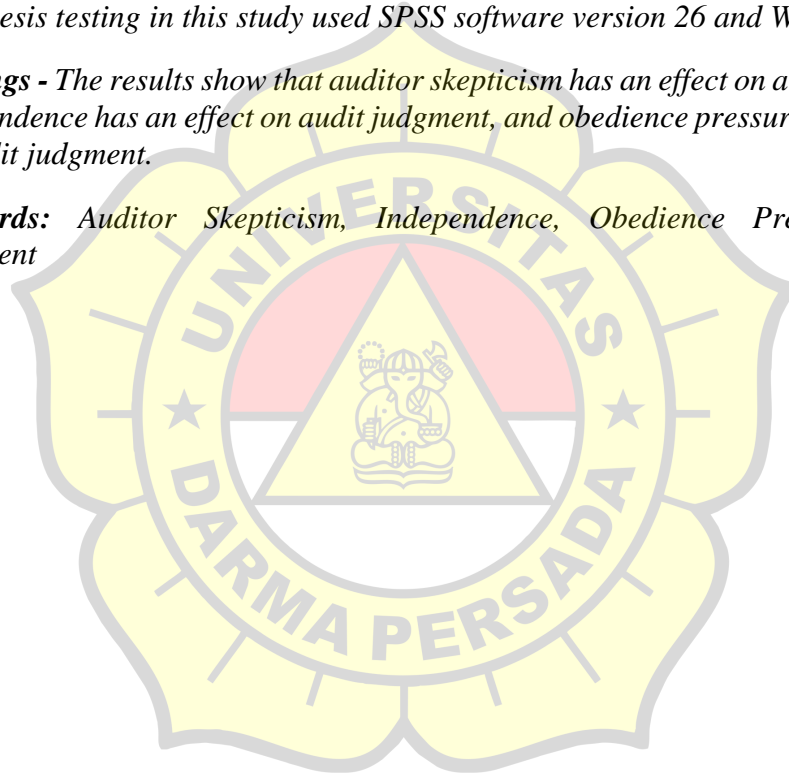 esis testing in this study used SPSS software version 26 and W
gs - The results show that auditor skepticism has an effect on a
ndence has an effect on audit judgment, and obedience pressur
it judgment.
rds: Auditor Skepticism, Independence, Obedience Pre
ent
UNIVERSITAS
DARMA PERSADA